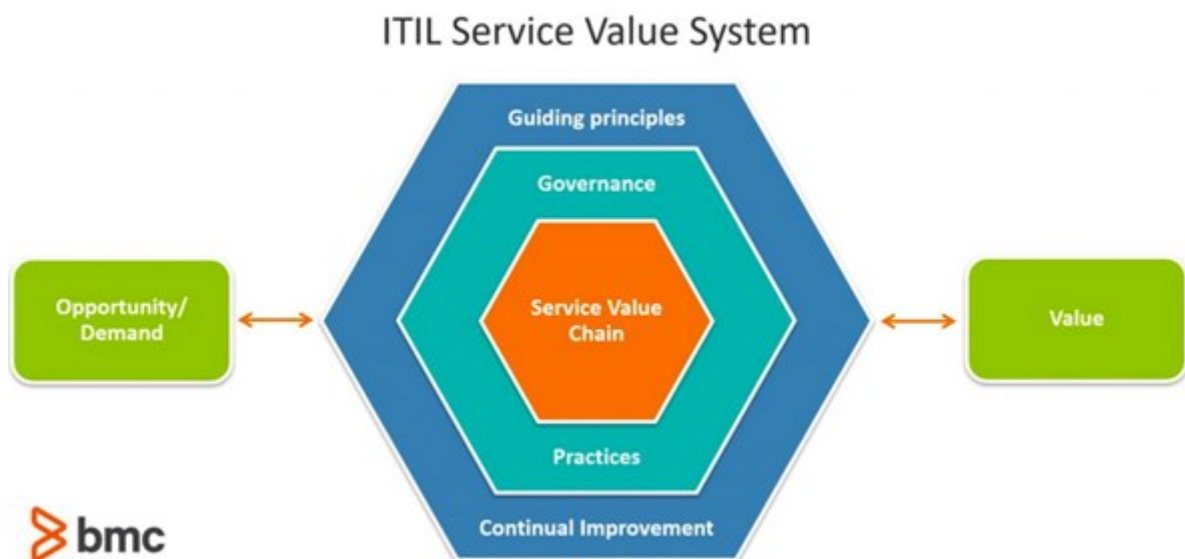 ITIL Service Value System
Guiding principles
Governance
Opportunity/
Demand
Service Value
Chain
Value
Practices
Continual Improvement
bmc